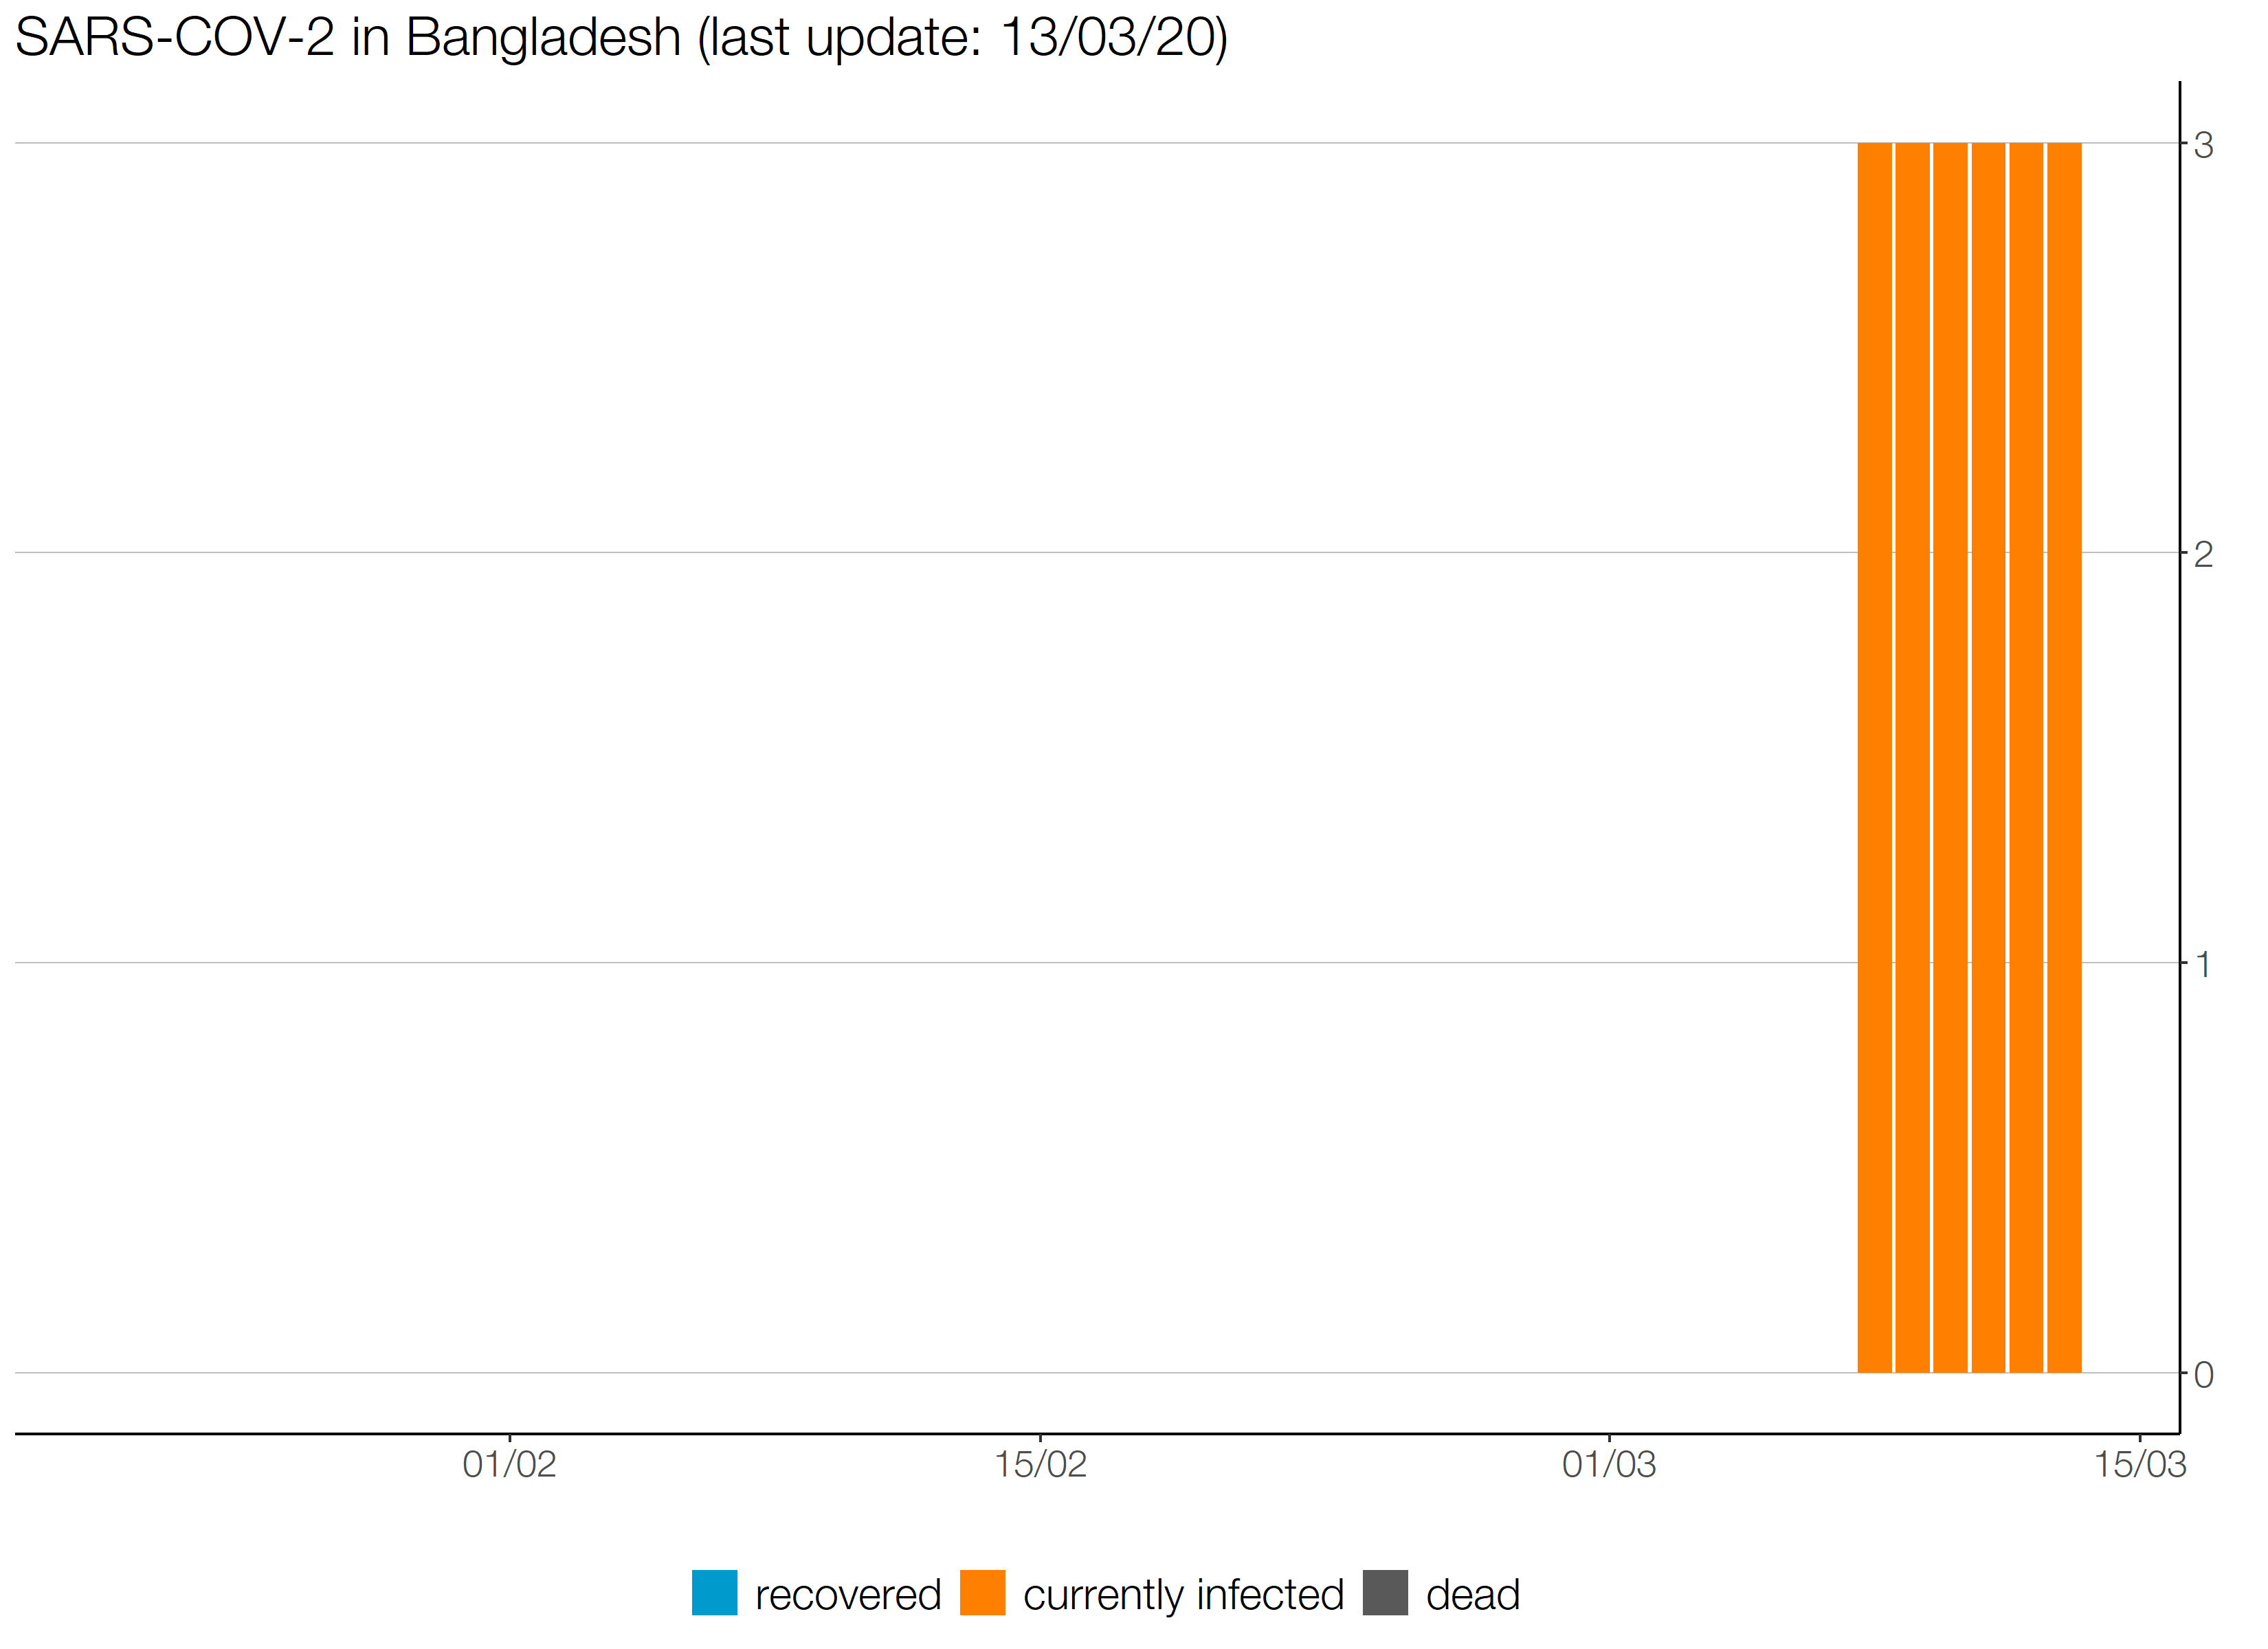 SARS-COV-2 in Bangladesh (last update: 13/03/20)
3
2
1
0
01/02 15/02 01/03 15/03
recovered currently infected dead